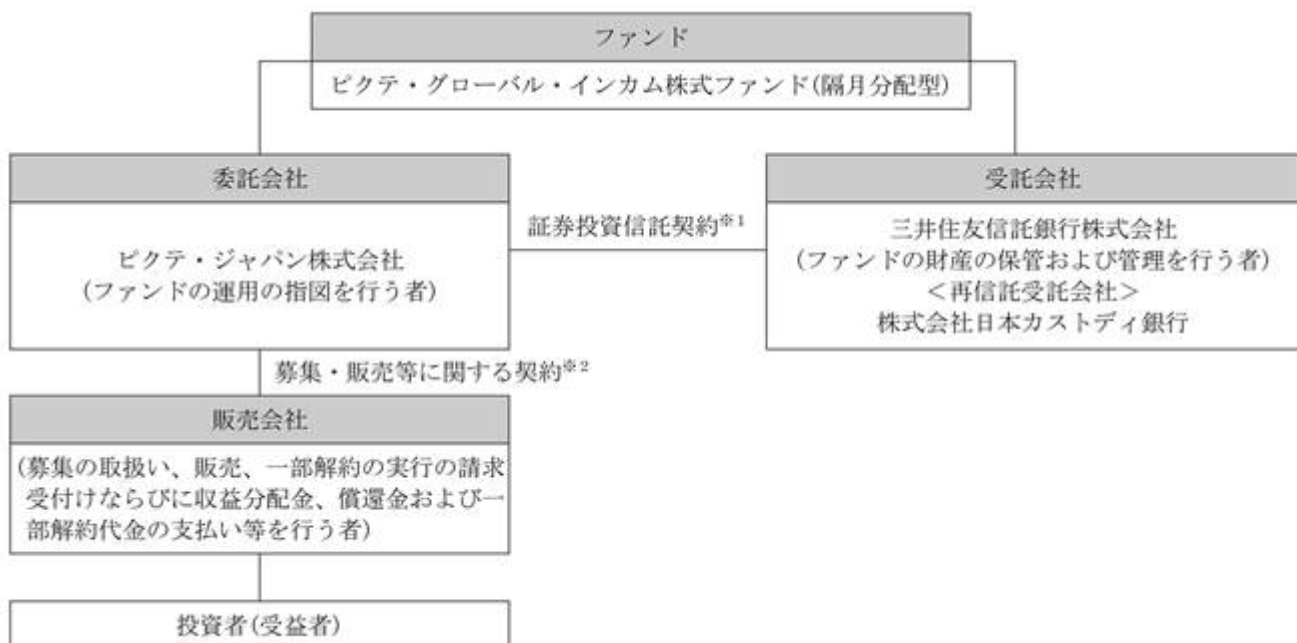 ファンド
ピクテ・グローバル・インカム株式ファンド(隔月分配型)
委託会社
ピクテ・ジャパン株式会社
(ファンドの運用の指図を行う者)
証券投資信託契約※1
受託会社
三井住友信託銀行株式会社
(ファンドの財産の保管および管理を行う者)
<再信託受託会社>
株式会社日本カストディ銀行
募集・販売等に関する契約※2
販売会社
(募集の取扱い、販売、一部解約の実行の請求
受付けならびに収益分配金、償還金および一
部解約代金の支払い等を行う者)
投資者(受益者)